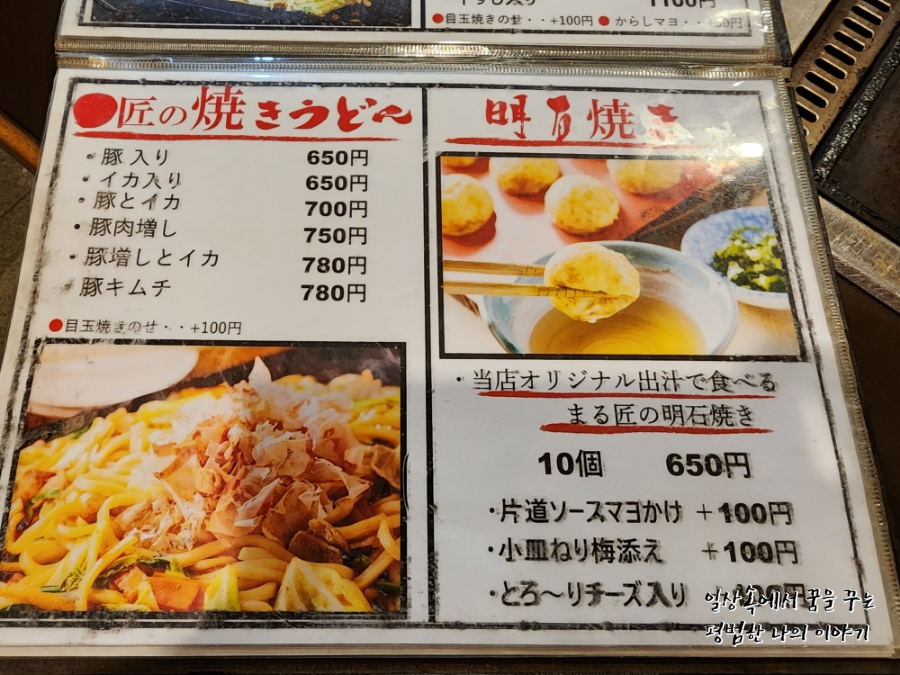 すじ入り 1100円
●目玉焼きのせ・・+100円 ●からしマヨ・・+50円
●匠の焼きうどん
・豚入り 650円
・イカ入り 650円
・豚とイカ 700円
・豚肉増し 750円
・豚増しとイカ 780円
・豚キムチ 780円
●目玉焼きのせ・・+100円
明石焼き
・当店オリジナル出汁で食べる
まる匠の明石焼き
10個 650円
・片道ソースマヨかけ +100円
・小皿ねり梅添え +100円
・とろ〜りチーズ入り
일상속에서 꿈을 꾸는
평범한 나의 이야기